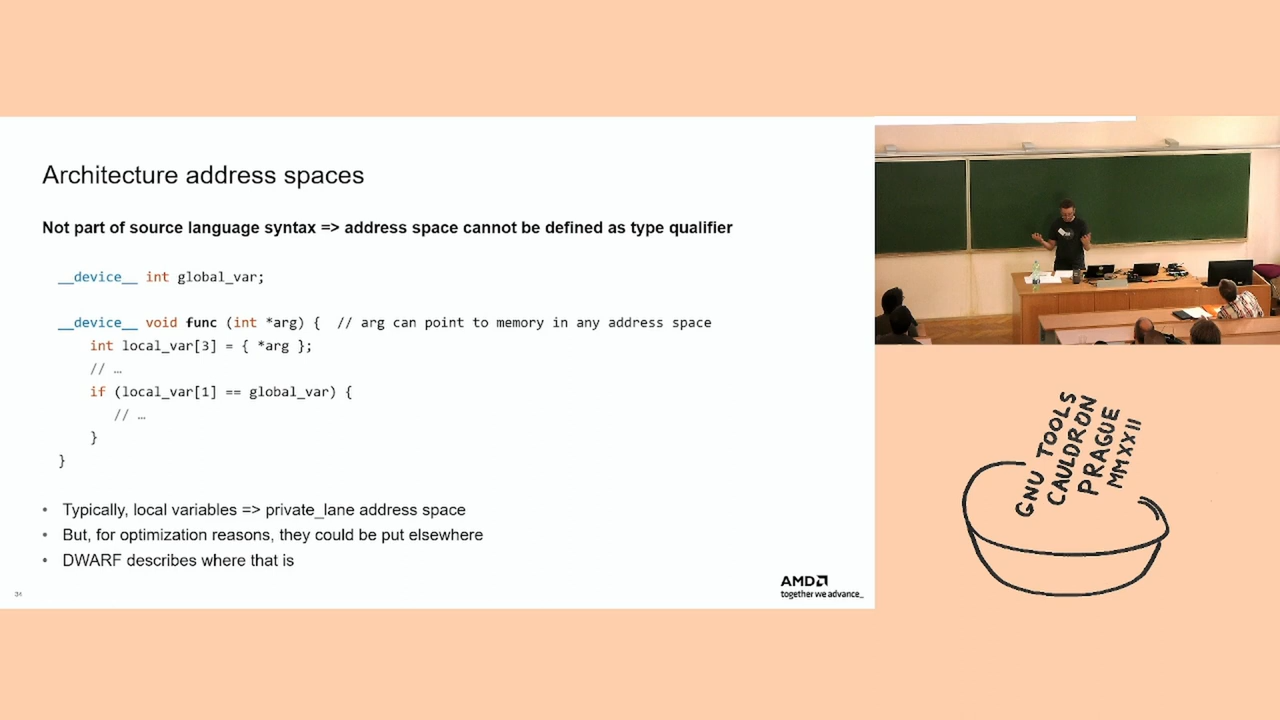 Architecture address spaces
Not part of source language syntax => address space cannot be defined as type qualifier
__device__ int global_var;
__device__ void func (int *arg) {  // arg can point to memory in any address space
int local_var[3] = { *arg };
// …
if (local_var[1] == global_var) {
// …
}
}
• Typically, local variables => private_lane address space
• But, for optimization reasons, they could be put elsewhere
• DWARF describes where that is
34
AMD
together we advance_
GNU TOOLS
CAULDRON
PRAGUE
MMXXII